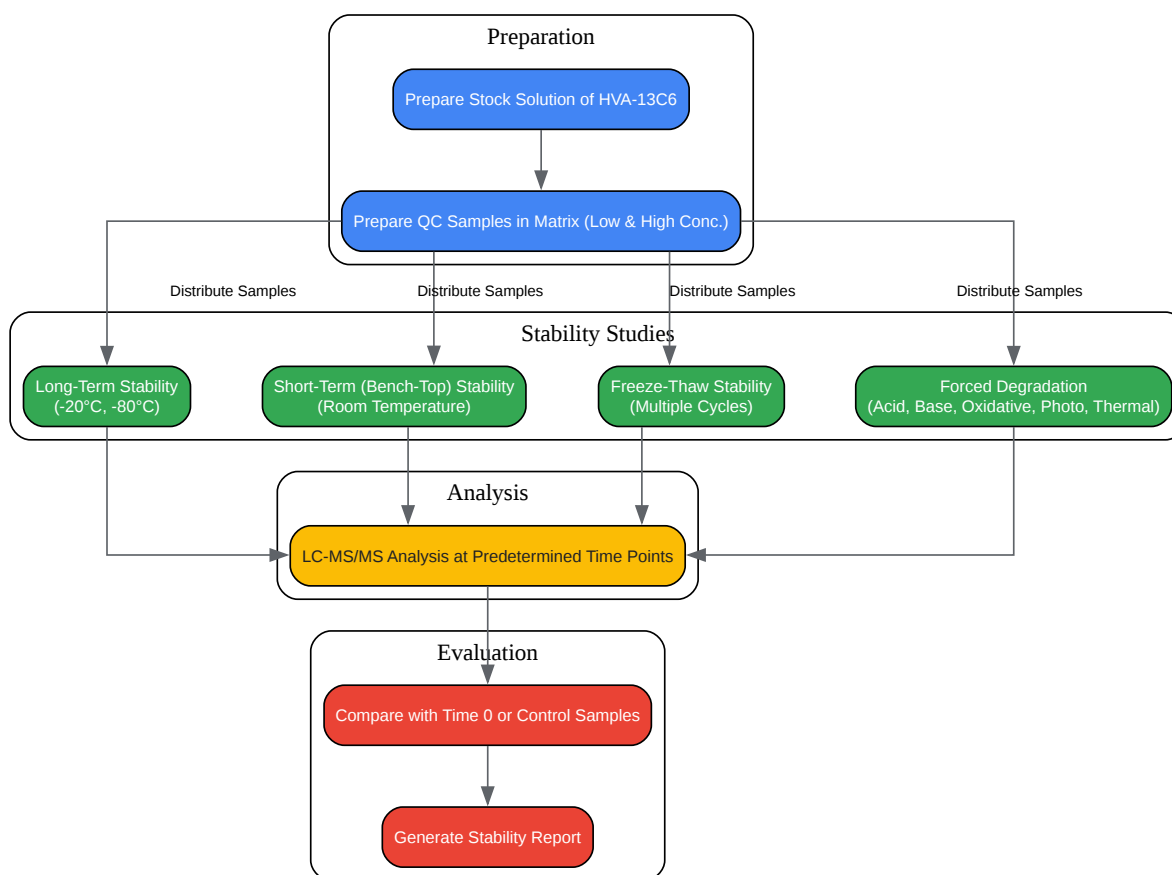 Preparation
Prepare Stock Solution of HVA-13C6
Prepare QC Samples in Matrix (Low & High Conc.)
Distribute Samples
Distribute Samples
Distribute Samples
Distribute Samples
Stability Studies
Long-Term Stability
(-20°C, -80°C)
Short-Term (Bench-Top) Stability
(Room Temperature)
Freeze-Thaw Stability
(Multiple Cycles)
Forced Degradation
(Acid, Base, Oxidative, Photo, Thermal)
Analysis
LC-MS/MS Analysis at Predetermined Time Points
Evaluation
Compare with Time 0 or Control Samples
Generate Stability Report